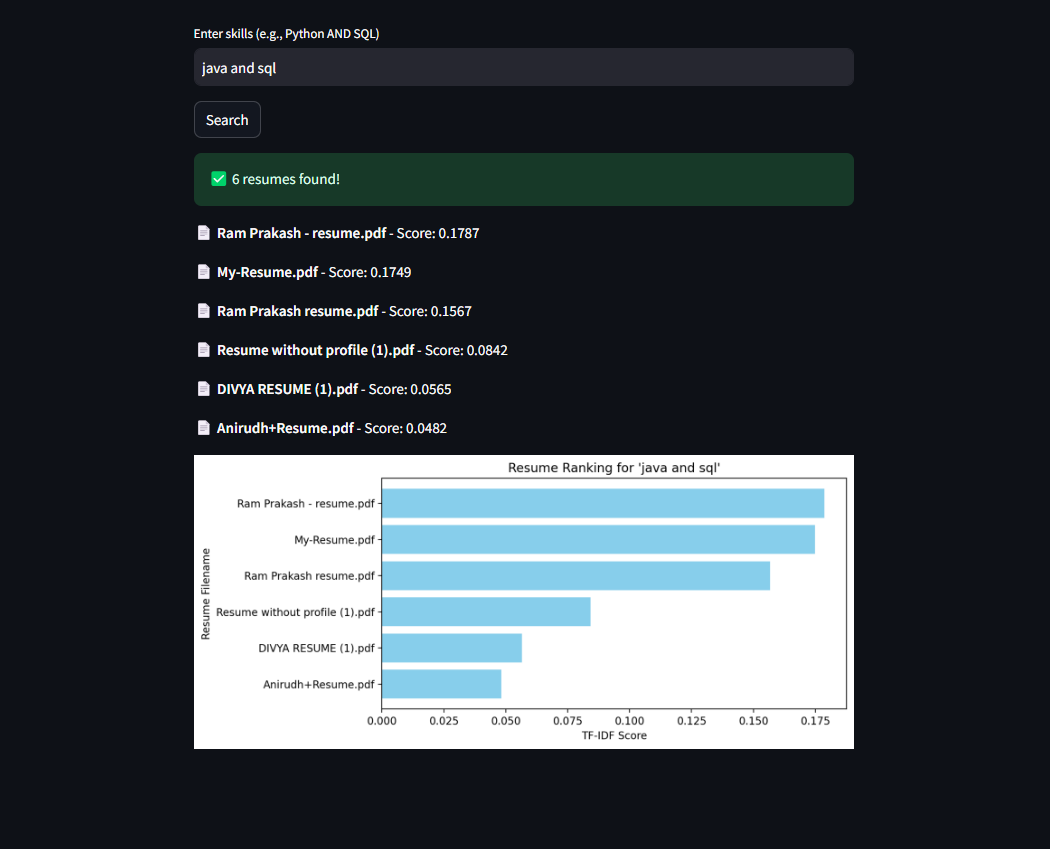 Enter skills (e.g., Python AND SQL)
java and sql
Search
✅ 6 resumes found!
📄 Ram Prakash - resume.pdf - Score: 0.1787
📄 My-Resume.pdf - Score: 0.1749
📄 Ram Prakash resume.pdf - Score: 0.1567
📄 Resume without profile (1).pdf - Score: 0.0842
📄 DIVYA RESUME (1).pdf - Score: 0.0565
📄 Anirudh+Resume.pdf - Score: 0.0482
Resume Ranking for 'java and sql'
Resume Filename
Ram Prakash - resume.pdf
My-Resume.pdf
Ram Prakash resume.pdf
Resume without profile (1).pdf
DIVYA RESUME (1).pdf
Anirudh+Resume.pdf
0.000 0.025 0.050 0.075 0.100 0.125 0.150 0.175
TF-IDF Score